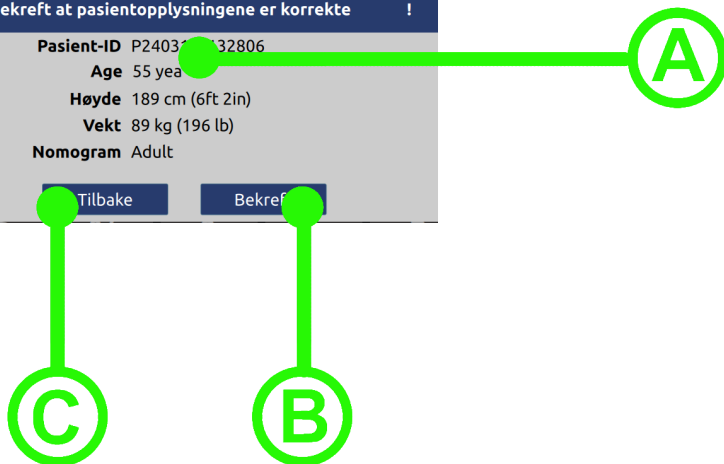 ekreft at pasientopplysningene er korrekte !
Pasient-ID
Age 55
Høyde 189 cm (6ft 2in)
Vekt 89 kg (196 lb)
Nomogram Adult
Tilbake
A
B
C